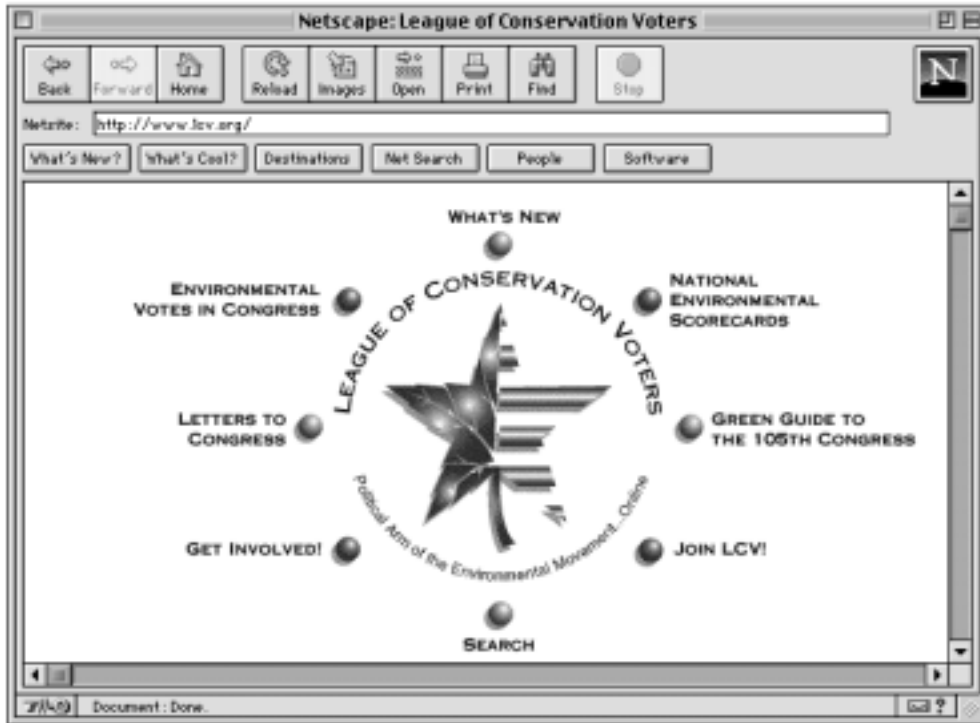 Netscape: League of Conservation Voters
Back Forward Home Reload Images Open Print Find Stop
N
Netsite: http://www.lcv.org/
What's New? What's Cool? Destinations Net Search People Software
WHAT'S NEW
ENVIRONMENTAL
VOTES IN CONGRESS
NATIONAL
ENVIRONMENTAL
SCORECARDS
LEAGUE OF CONSERVATION VOTERS
LETTERS TO
CONGRESS
GREEN GUIDE TO
THE 105TH CONGRESS
Political Arm of the Environmental Movement...Online
GET INVOLVED!
JOIN LCV!
SEARCH
Document: Done.
?